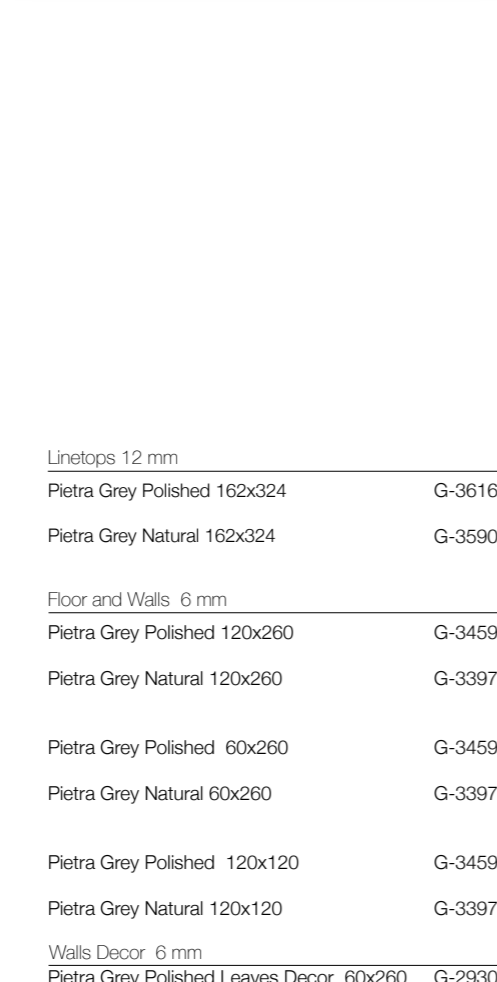 Linetops 12 mm
Pietra Grey Polished 162x324 G-3616
Pietra Grey Natural 162x324 G-3590
Floor and Walls 6 mm
Pietra Grey Polished 120x260 G-3459
Pietra Grey Natural 120x260 G-3397
Pietra Grey Polished 60x260 G-3459
Pietra Grey Natural 60x260 G-3397
Pietra Grey Polished 120x120 G-3459
Pietra Grey Natural 120x120 G-3397
Walls Decor 6 mm
Pietra Grey Polished Leaves Decor 60x260 G-2930